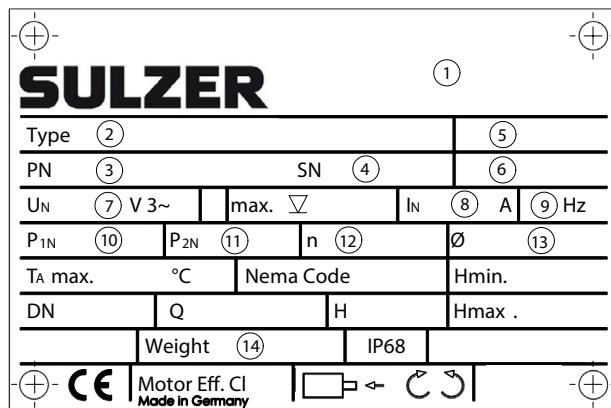 SULZER ①
Type ② ⑤
PN ③ SN ④ ⑥
UN ⑦ V 3~ max. IN ⑧ A ⑨ Hz
P1N ⑩ P2N ⑪ n ⑫ Ø ⑬
TA max. °C Nema Code Hmin.
DN Q H Hmax .
Weight ⑭ IP68
CE Motor Eff. Cl
Made in Germany